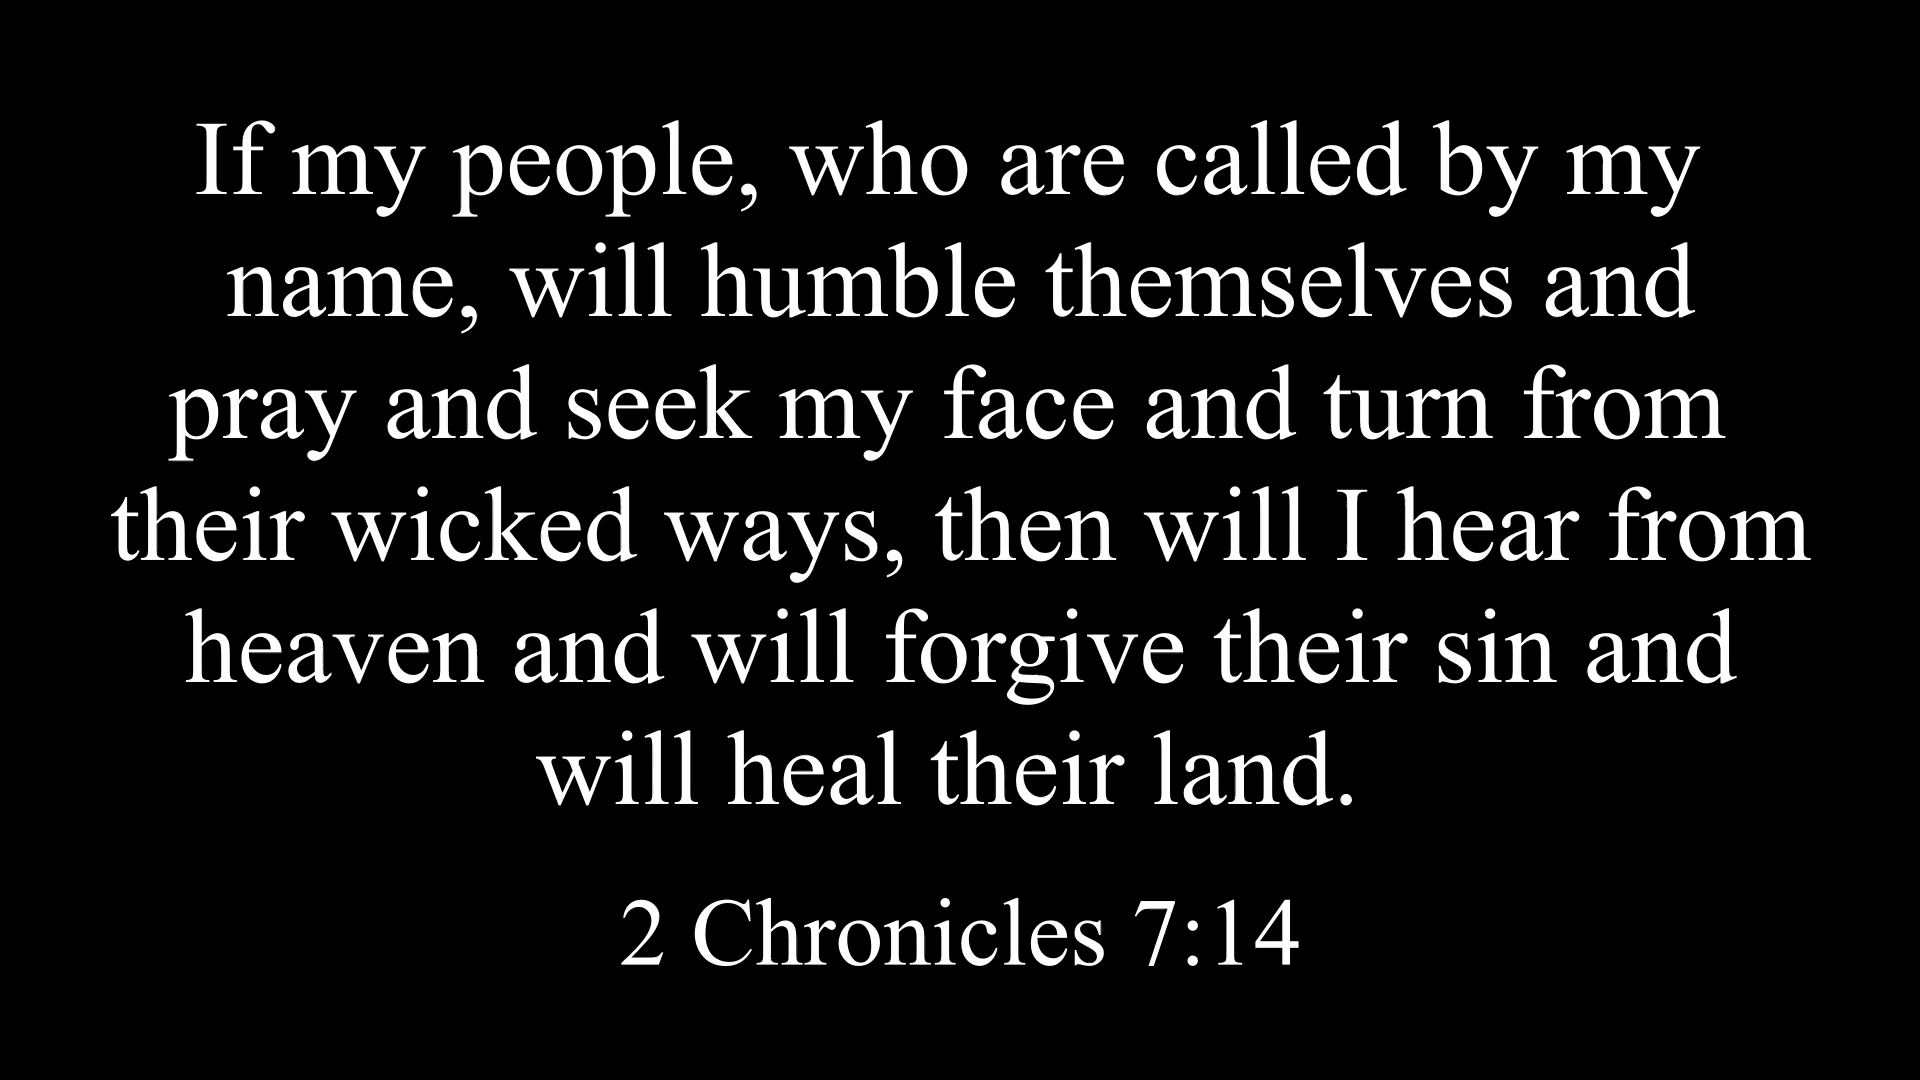 If my people, who are called by my
name, will humble themselves and
pray and seek my face and turn from
their wicked ways, then will I hear from
heaven and will forgive their sin and
will heal their land.
2 Chronicles 7:14